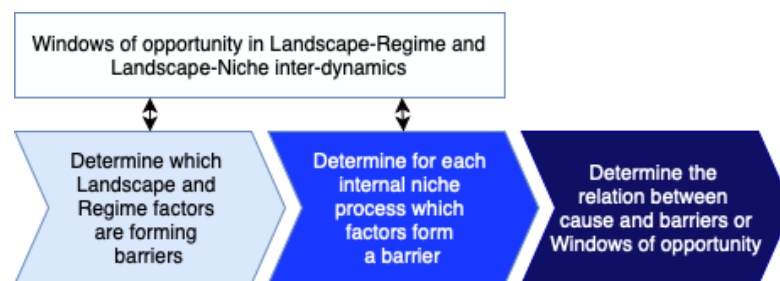 Windows of opportunity in Landscape-Regime and
Landscape-Niche inter-dynamics
Determine which
Landscape and
Regime factors
are forming
barriers
Determine for each
internal niche
process which
factors form
a barrier
Determine the
relation between
cause and barriers or
Windows of opportunity